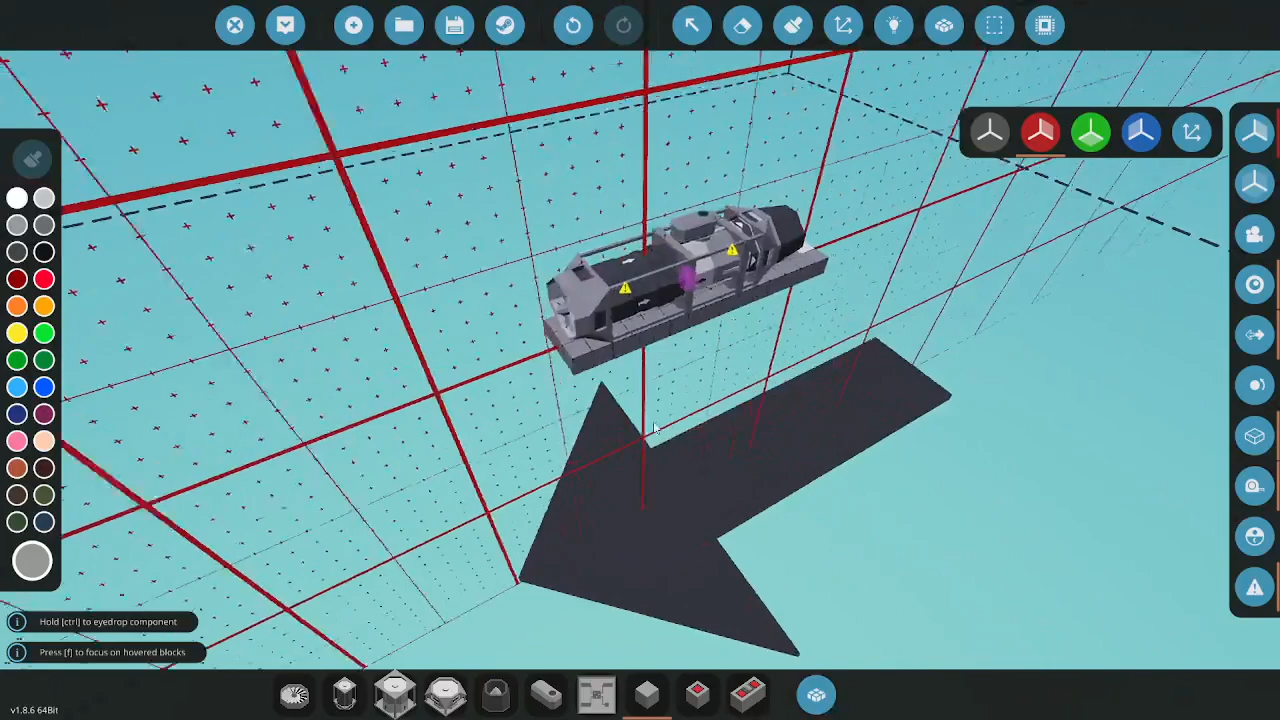 Hold [ctrl] to eyedrop component
Press [f] to focus on hovered blocks
v1.8.6 64Bit